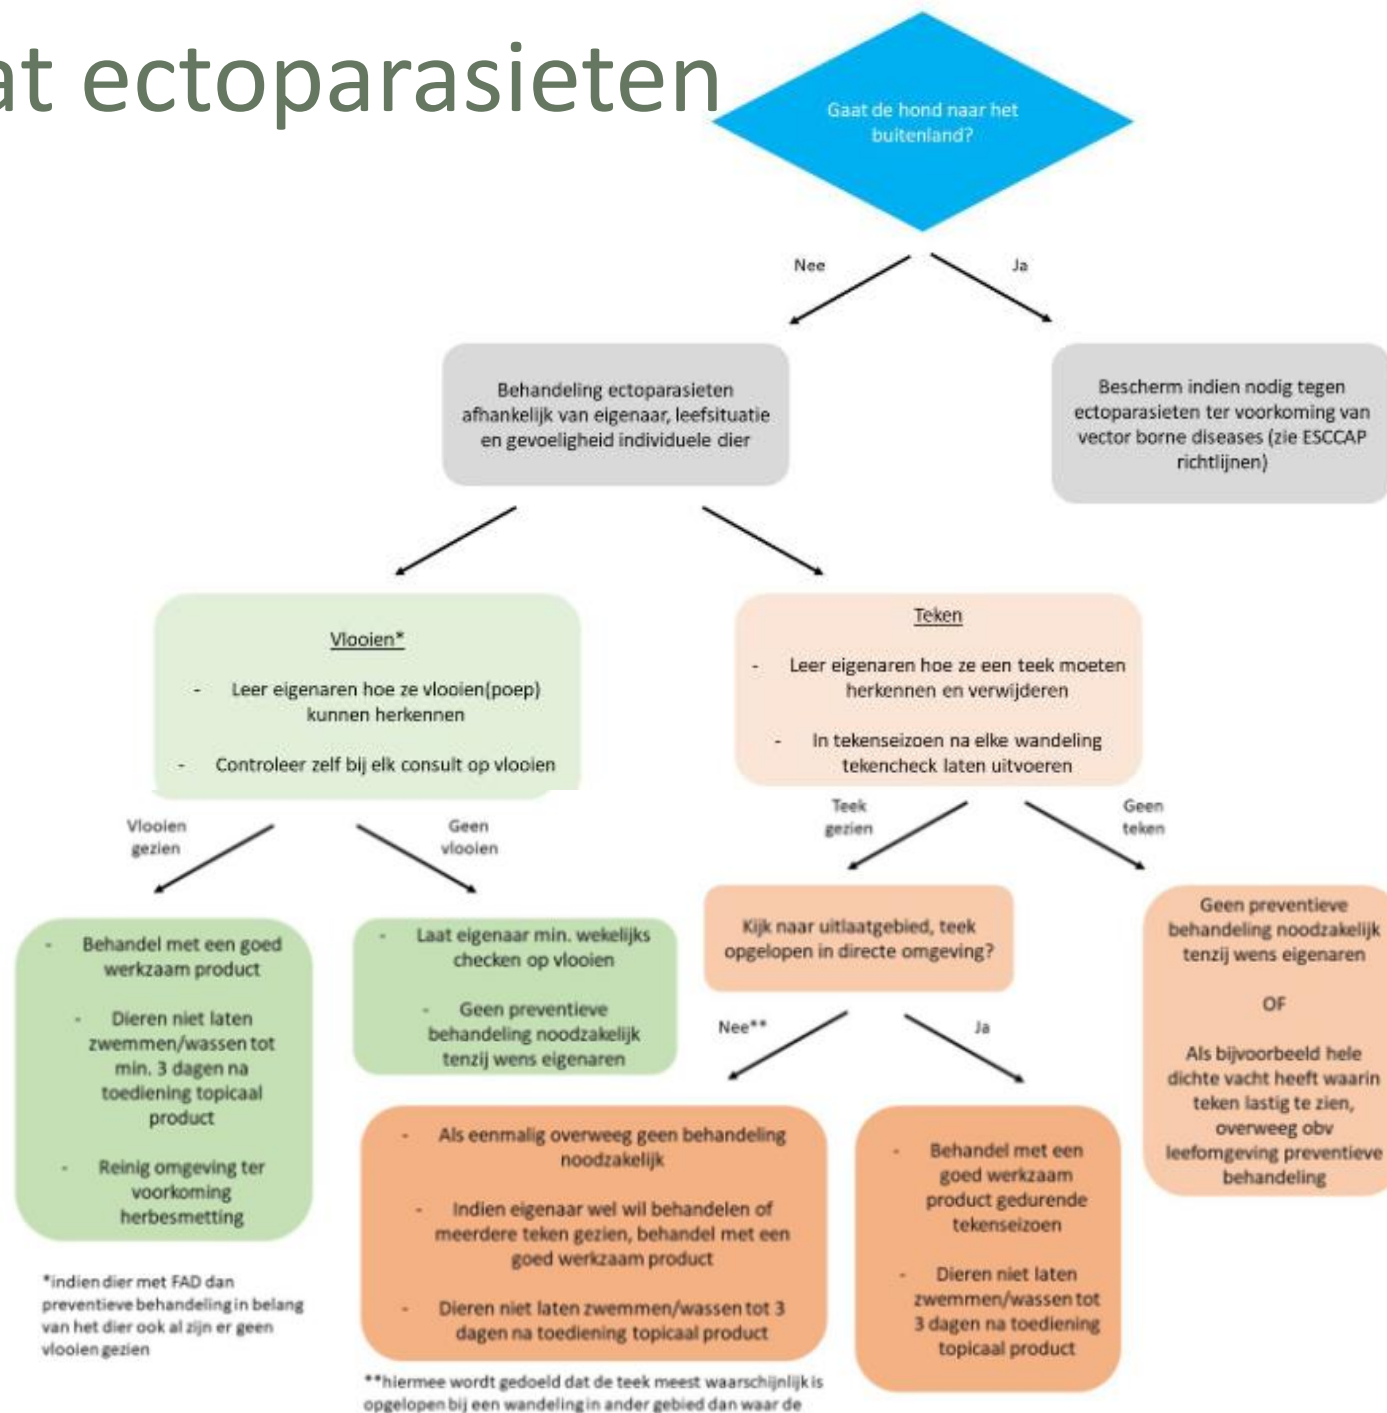 at ectoparasieten
Gaat de hond naar het
buitenland?
Nee
Ja
Behandeling ectoparasieten
afhankelijk van eigenaar, leefsituatie
en gevoeligheid individuele dier
Bescherm indien nodig tegen
ectoparasieten ter voorkoming van
vector borne diseases (zie ESCCAP
richtlijnen)
Vlooien*
- Leer eigenaren hoe ze vlooien(poep)
kunnen herkennen
- Controleer zelf bij elk consult op vlooien
Teken
- Leer eigenaren hoe ze een teek moeten
herkennen en verwijderen
- In tekenseizoen na elke wandeling
tekencheck laten uitvoeren
Vlooien
gezien
Geen
vlooien
Teek
gezien
Geen
teken
- Behandel met een goed
werkzaam product
- Dieren niet laten
zwemmen/wassen tot
min. 3 dagen na
toediening topicaal
product
- Reinig omgeving ter
voorkoming
herbesmetting
- Laat eigenaar min. wekelijks
checken op vlooien
- Geen preventieve
behandeling noodzakelijk
tenzij wens eigenaren
Kijk naar uitlaatgebied, teek
opgelopen in directe omgeving?
Geen preventieve
behandeling noodzakelijk
tenzij wens eigenaren
OF
Als bijvoorbeeld hele
dichte vacht heeft waarin
teken lastig te zien,
overweeg obv
leefomgeving preventieve
behandeling
Nee**
Ja
- Als eenmalig overweeg geen behandeling
noodzakelijk
- Indien eigenaar wel wil behandelen of
meerdere teken gezien, behandel met een
goed werkzaam product
- Dieren niet laten zwemmen/wassen tot 3
dagen na toediening topicaal product
- Behandel met een
goed werkzaam
product gedurende
tekenseizoen
- Dieren niet laten
zwemmen/wassen tot
3 dagen na toediening
topicaal product
*indien dier met FAD dan
preventieve behandeling in belang
van het dier ook al zijn er geen
vlooien gezien
**hiermee wordt gedoeld dat de teek meest waarschijnlijk is
opgelopen bij een wandeling in ander gebied dan waar de